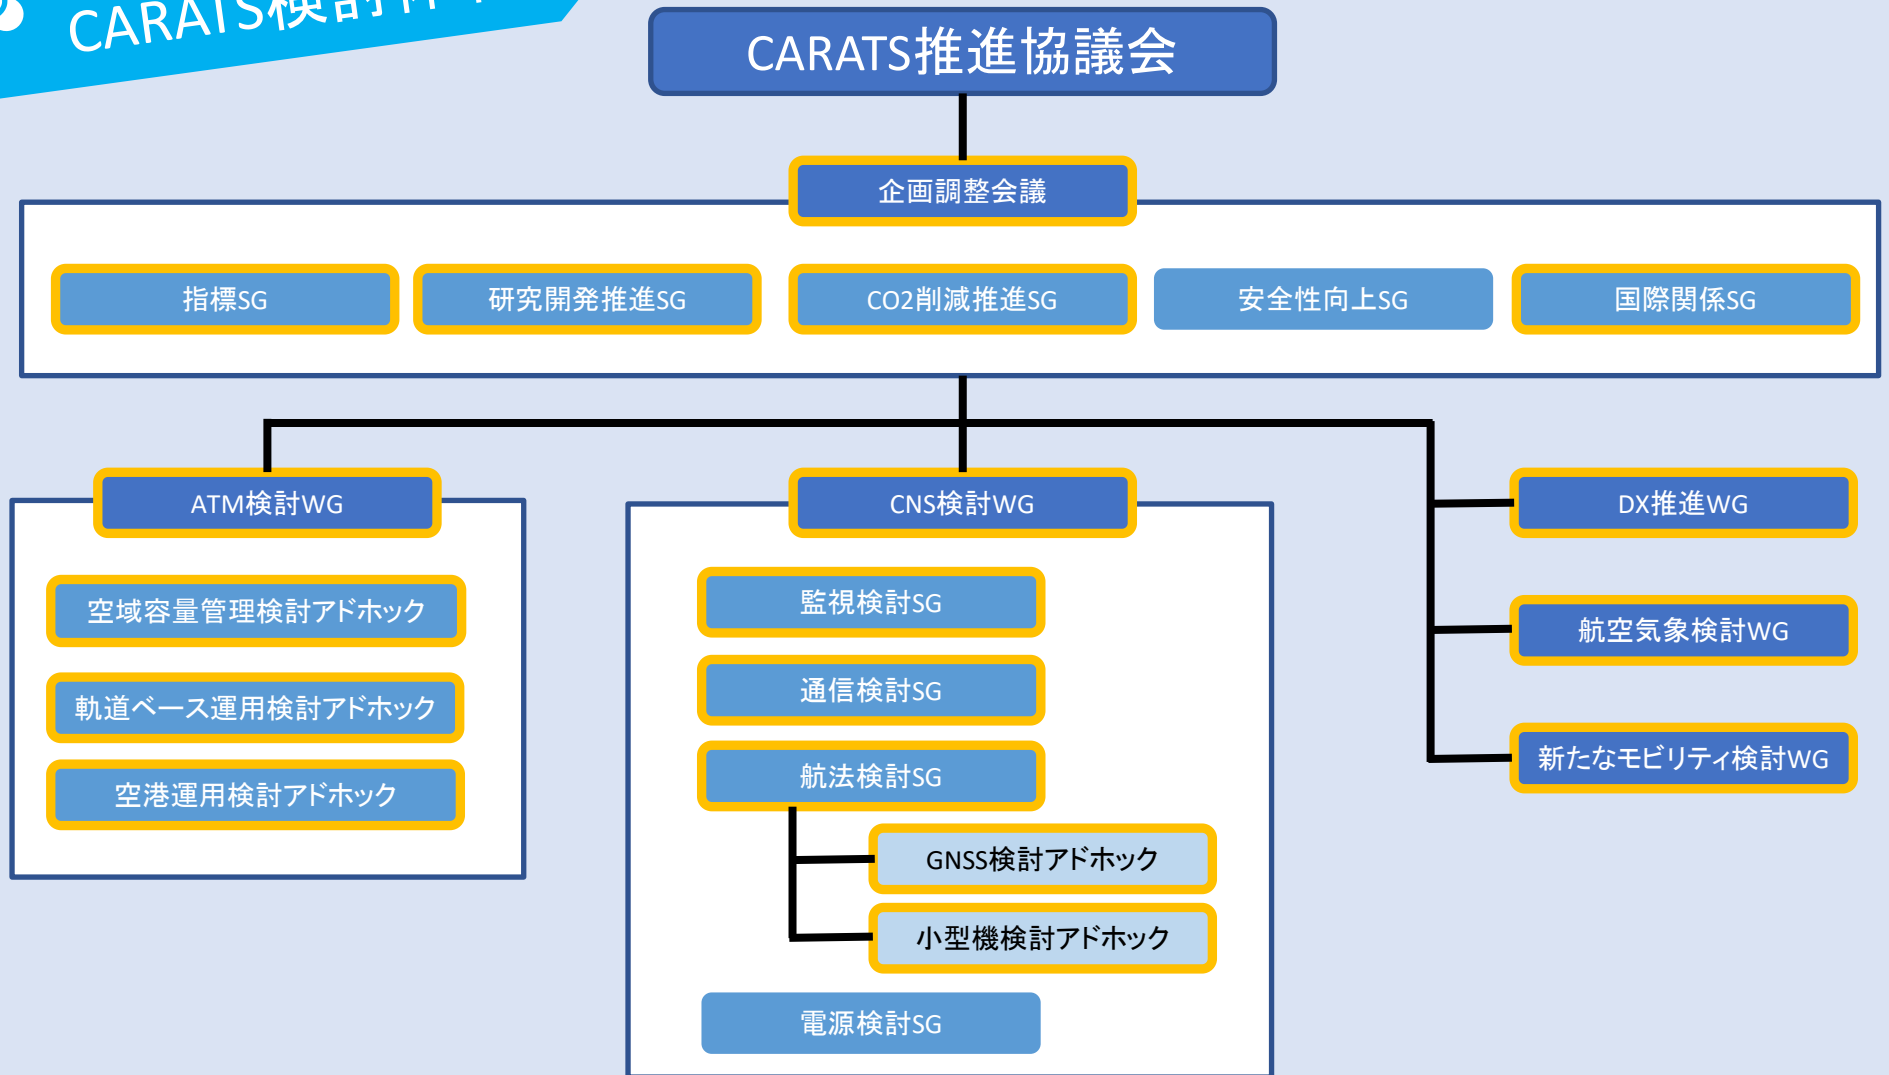 CARATS検討
CARATS推進協議会
企画調整会議
指標SG
研究開発推進SG
CO2削減推進SG
安全性向上SG
国際関係SG
ATM検討WG
空域容量管理検討アドホック
軌道ベース運用検討アドホック
空港運用検討アドホック
CNS検討WG
監視検討SG
通信検討SG
航法検討SG
GNSS検討アドホック
小型機検討アドホック
電源検討SG
DX推進WG
航空気象検討WG
新たなモビリティ検討WG